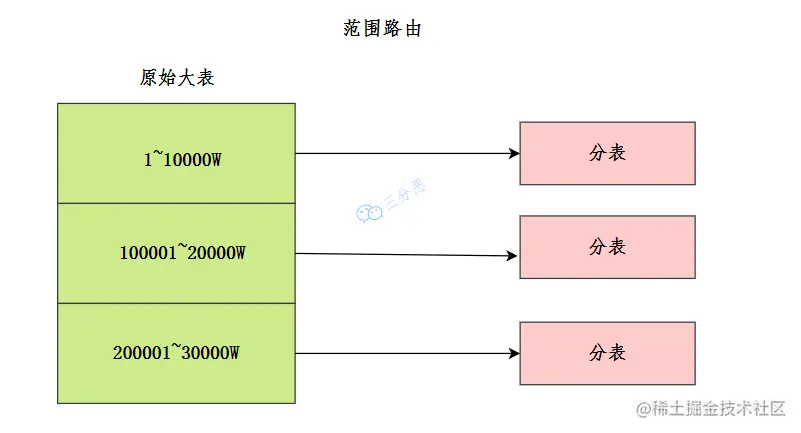 范围路由
原始大表
1~10000W
分表
三分恶
100001~20000W
分表
200001~30000W
分表
@稀土掘金技术社区